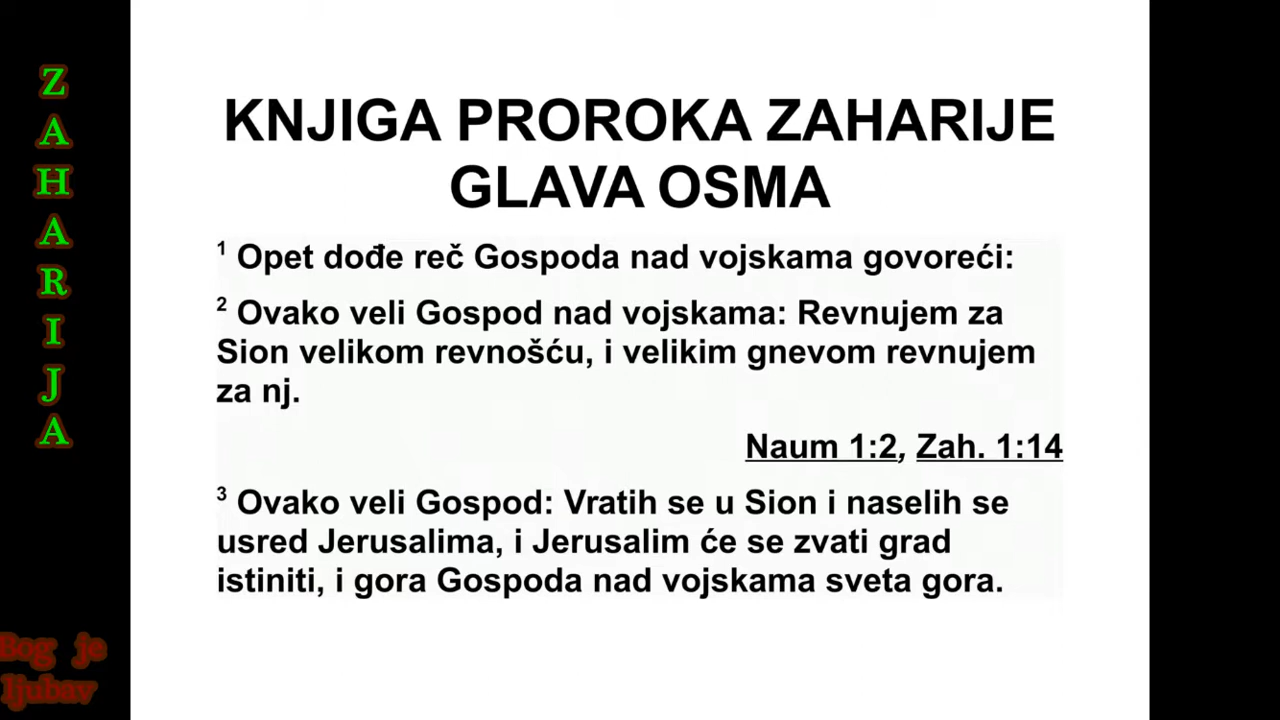 Z
A
H
A
R
I
J
A
Bog je
ljubav
KNJIGA PROROKA ZAHARIJE
GLAVA OSMA
1 Opet dođe reč Gospoda nad vojskama govoreći:
2 Ovako veli Gospod nad vojskama: Revnujem za
Sion velikom revnošću, i velikim gnevom revnujem
za nj.
Naum 1:2, Zah. 1:14
3 Ovako veli Gospod: Vratih se u Sion i naselih se
usred Jerusalima, i Jerusalim će se zvati grad
istiniti, i gora Gospoda nad vojskama sveta gora.